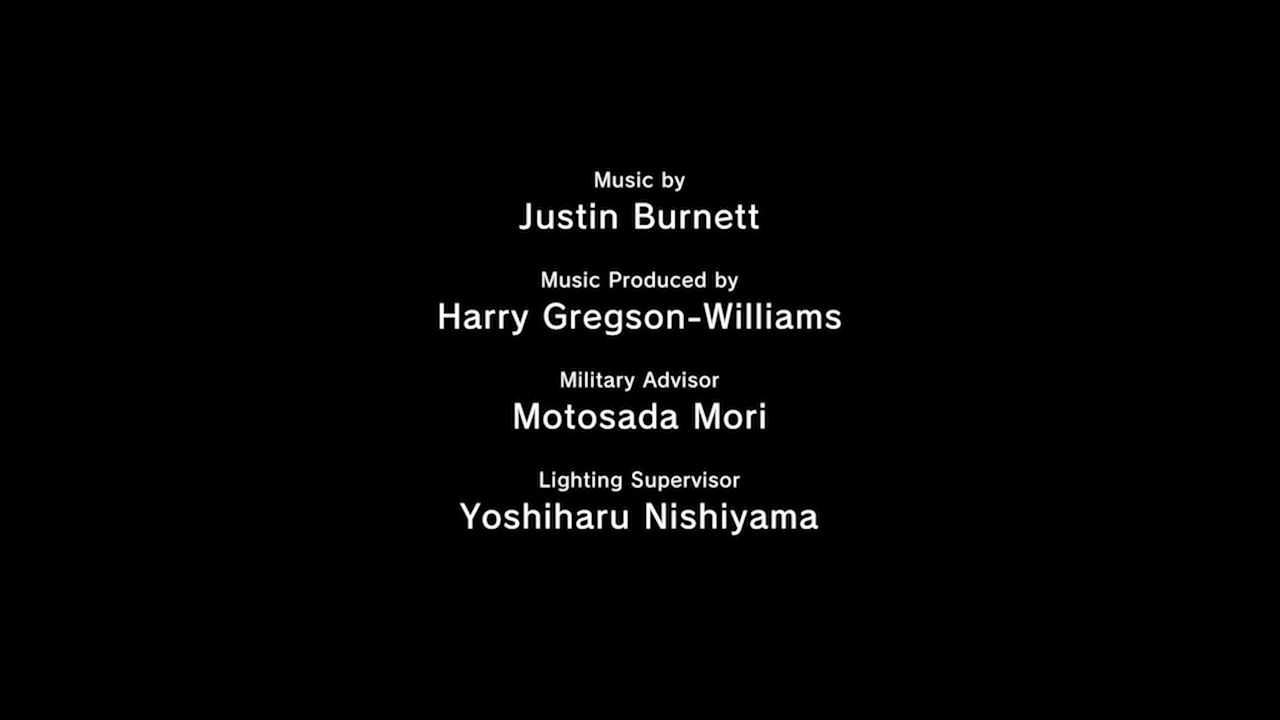 Music by
Justin Burnett
Music Produced by
Harry Gregson-Williams
Military Advisor
Motosada Mori
Lighting Supervisor
Yoshiharu Nishiyama